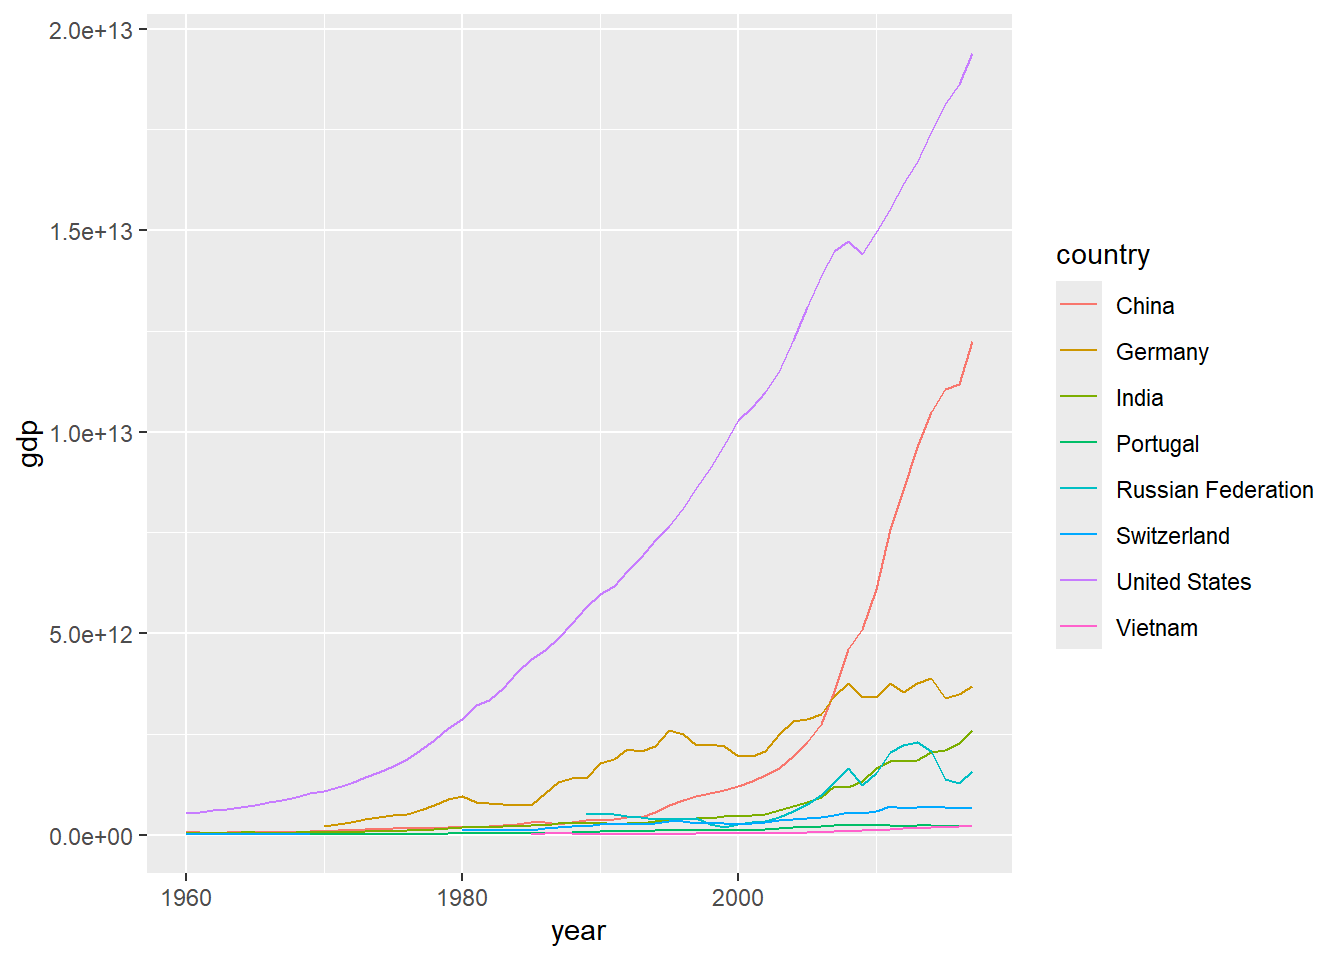 2.0e+13
1.5e+13
1.0e+13
5.0e+12
0.0e+00
gdp
1960
1980
2000
year
country
China
Germany
India
Portugal
Russian Federation
Switzerland
United States
Vietnam